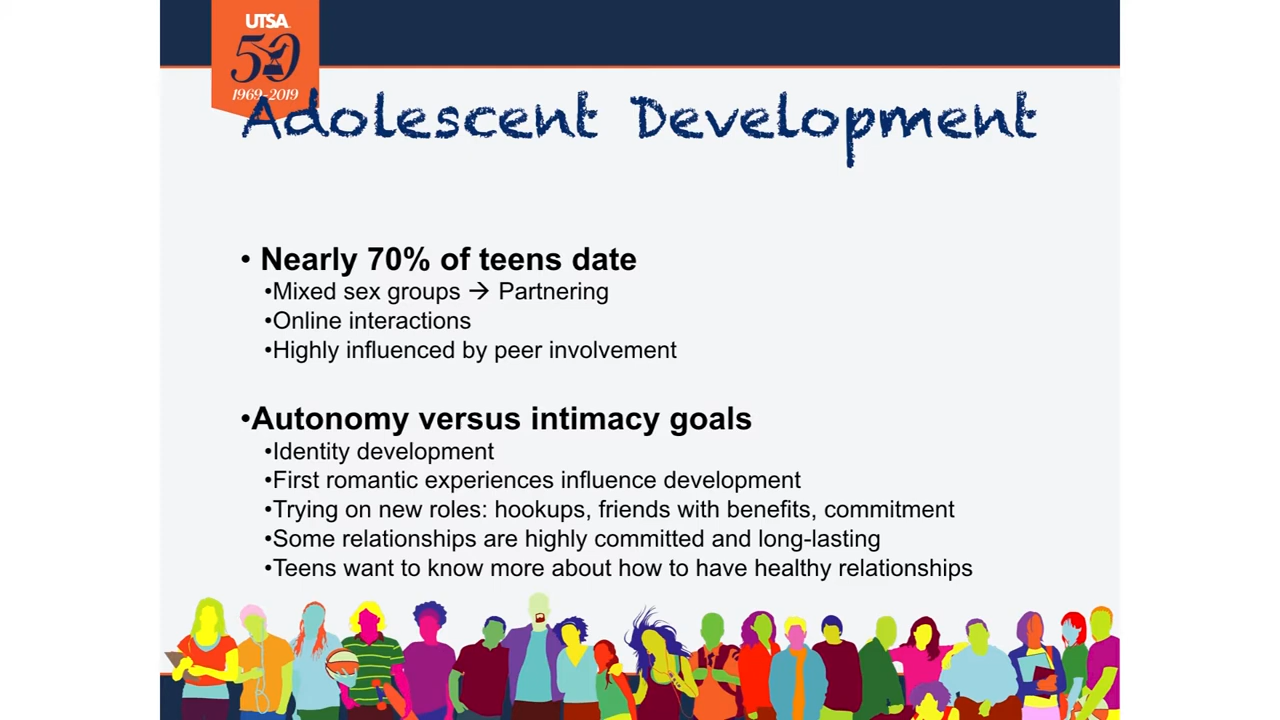 UTSA
50
1969-2019
Adolescent Development
• Nearly 70% of teens date
•Mixed sex groups → Partnering
•Online interactions
•Highly influenced by peer involvement
•Autonomy versus intimacy goals
•Identity development
•First romantic experiences influence development
•Trying on new roles: hookups, friends with benefits, commitment
•Some relationships are highly committed and long-lasting
•Teens want to know more about how to have healthy relationships